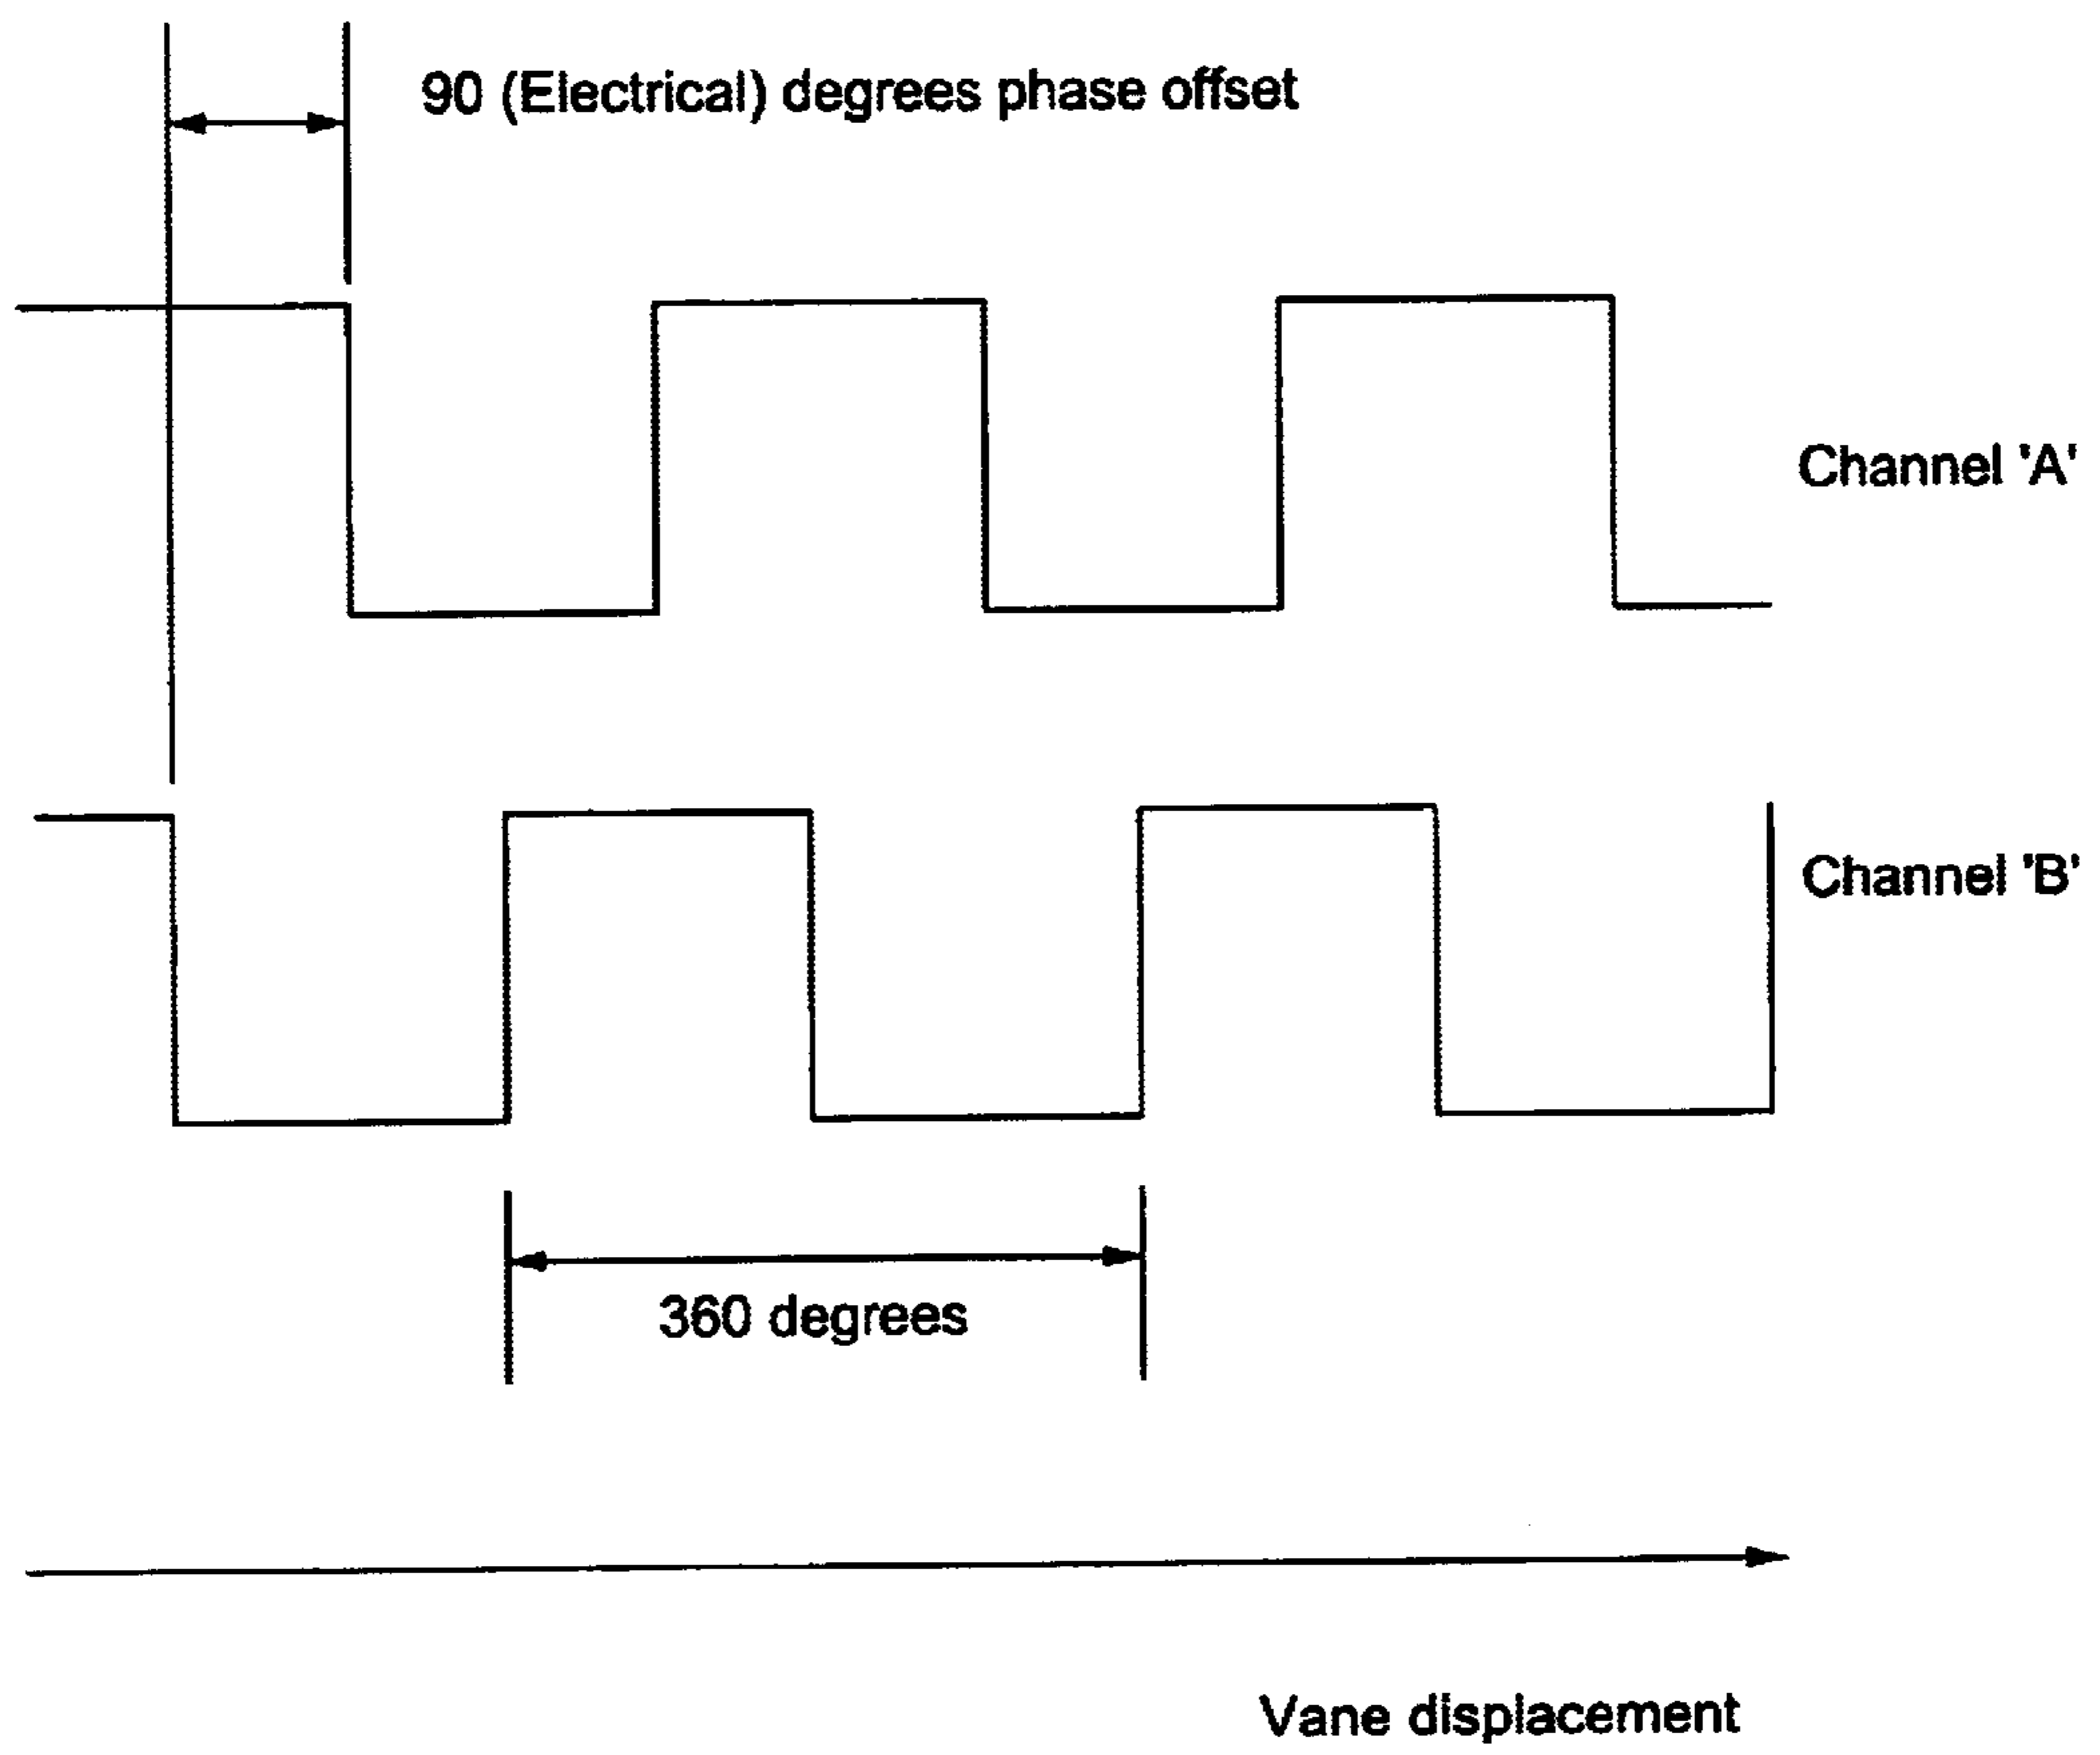 90 (Electrical) degrees phase offset
Channel 'A'
Channel 'B'
360 degrees
Vane displacement